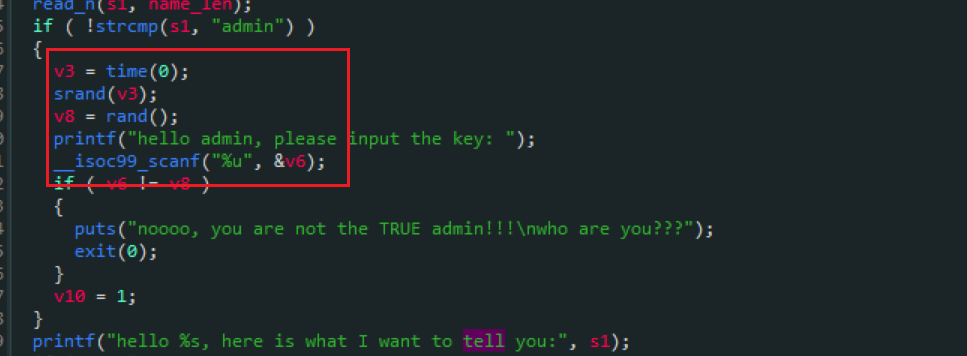 read_n(s1, name_len);
if ( !strcmp(s1, "admin") )
{
v3 = time(0);
srand(v3);
v8 = rand();
printf("hello admin, please input the key: ");
__isoc99_scanf("%u", &v6);
if ( v6 != v8 )
{
puts("noooo, you are not the TRUE admin!!!\nwho are you???");
exit(0);
}
v10 = 1;
}
printf("hello %s, here is what I want to tell you:", s1);